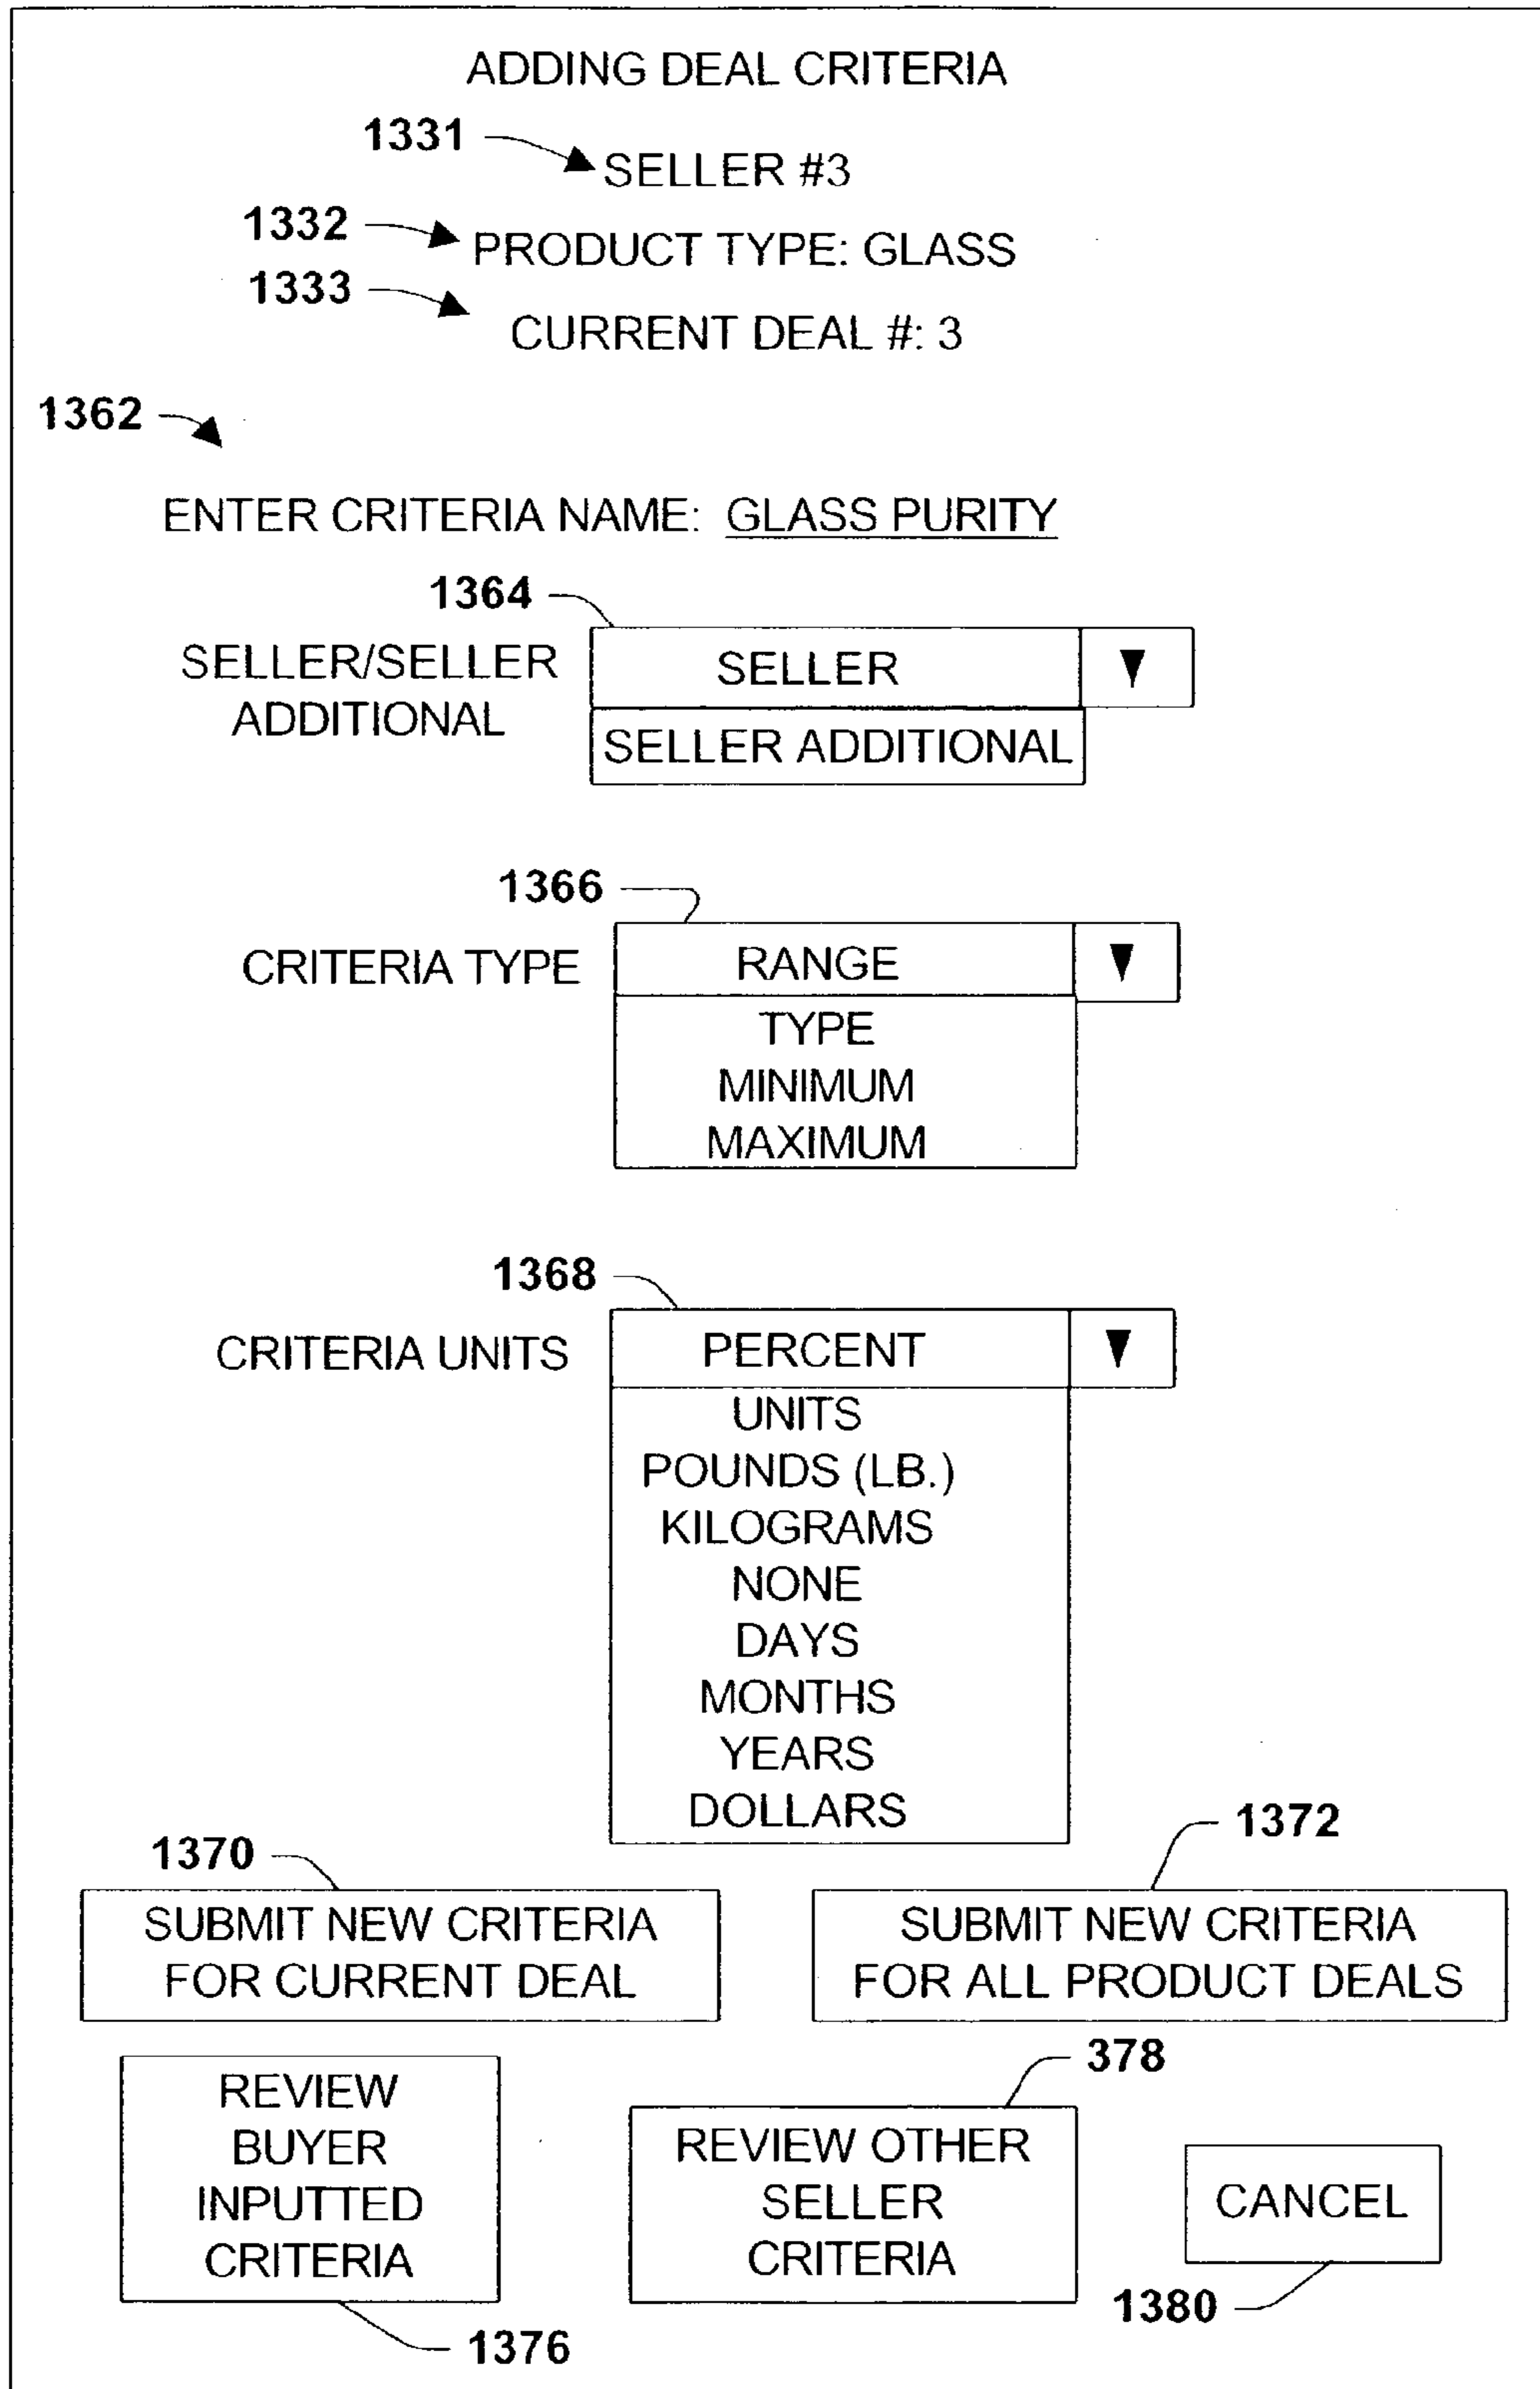 ADDING DEAL CRITERIA
1331
SELLER #3
1332
PRODUCT TYPE: GLASS
1333
CURRENT DEAL #: 3
1362
ENTER CRITERIA NAME: GLASS PURITY
1364
SELLER/SELLER
ADDITIONAL
SELLER
SELLER ADDITIONAL
1366
CRITERIA TYPE
RANGE
TYPE
MINIMUM
MAXIMUM
1368
CRITERIA UNITS
PERCENT
UNITS
POUNDS (LB.)
KILOGRAMS
NONE
DAYS
MONTHS
YEARS
DOLLARS
1370
SUBMIT NEW CRITERIA
FOR CURRENT DEAL
1372
SUBMIT NEW CRITERIA
FOR ALL PRODUCT DEALS
REVIEW
BUYER
INPUTTED
CRITERIA
1376
378
REVIEW OTHER
SELLER
CRITERIA
CANCEL
1380